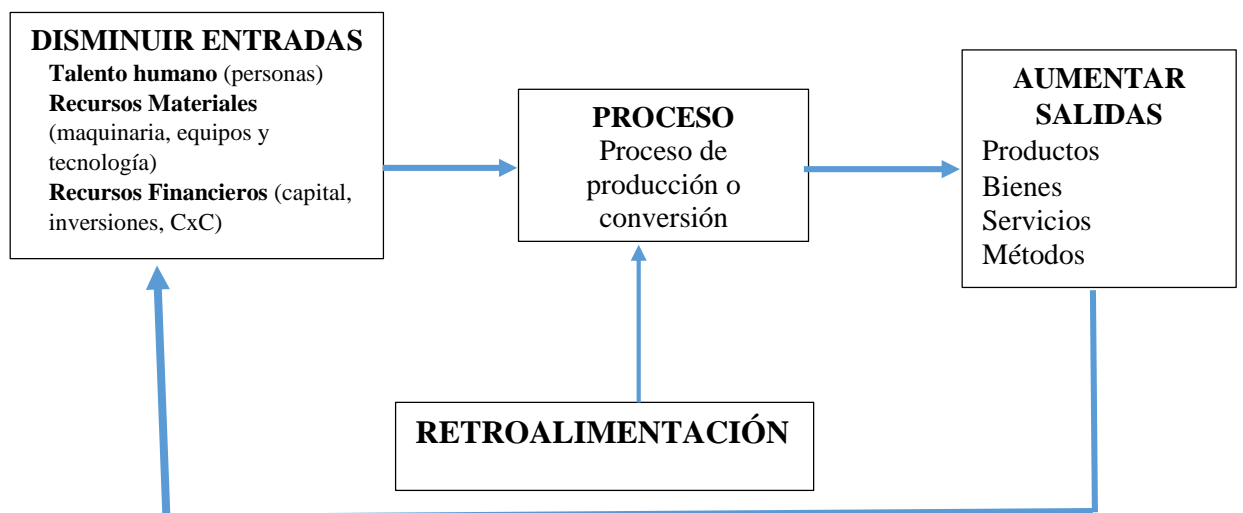 DISMINUIR ENTRADAS
Talento humano (personas)
Recursos Materiales
(maquinaria, equipos y
tecnología)
Recursos Financieros (capital,
inversiones, CxC)
PROCESO
Proceso de
producción o
conversión
AUMENTAR
SALIDAS
Productos
Bienes
Servicios
Métodos
RETROALIMENTACIÓN